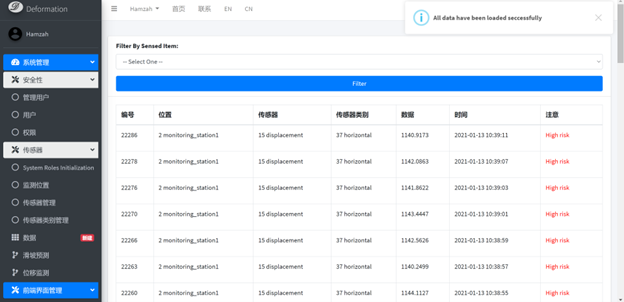 Deformation
Hamzah
系统管理
安全性
管理用户
用户
权限
传感器
System Roles Initialization
监测位置
传感器管理
传感器类别管理
数据 新建
滑坡预测
位移监测
前端界面管理
Hamzah 首页 联系 EN CN
All data have been loaded seccessfully
Filter By Sensed Item:
-- Select One --
Filter
编号 位置 传感器 传感器类别 数据 时间 注意
22286 2 monitoring_station1 15 displacement 37 horizontal 1140.9173 2021-01-13 10:39:11 High risk
22278 2 monitoring_station1 15 displacement 37 horizontal 1142.0863 2021-01-13 10:39:07 High risk
22276 2 monitoring_station1 15 displacement 37 horizontal 1141.8622 2021-01-13 10:39:03 High risk
22270 2 monitoring_station1 15 displacement 37 horizontal 1143.4447 2021-01-13 10:39:01 High risk
22266 2 monitoring_station1 15 displacement 37 horizontal 1142.5626 2021-01-13 10:38:59 High risk
22263 2 monitoring_station1 15 displacement 37 horizontal 1140.2499 2021-01-13 10:38:57 High risk
22260 2 monitoring_station1 15 displacement 37 horizontal 1144.1127 2021-01-13 10:38:55 High risk